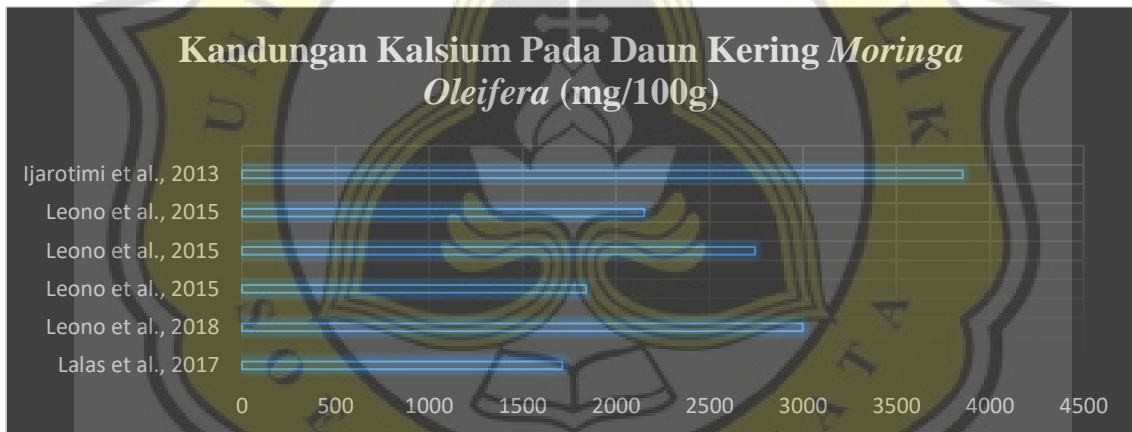 Kandungan Kalsium Pada Daun Kering Moringa
Oleifera (mg/100g)
Ijarotimi et al., 2013
Leono et al., 2015
Leono et al., 2015
Leono et al., 2015
Leono et al., 2018
Lalas et al., 2017
0 500 1000 1500 2000 2500 3000 3500 4000 4500